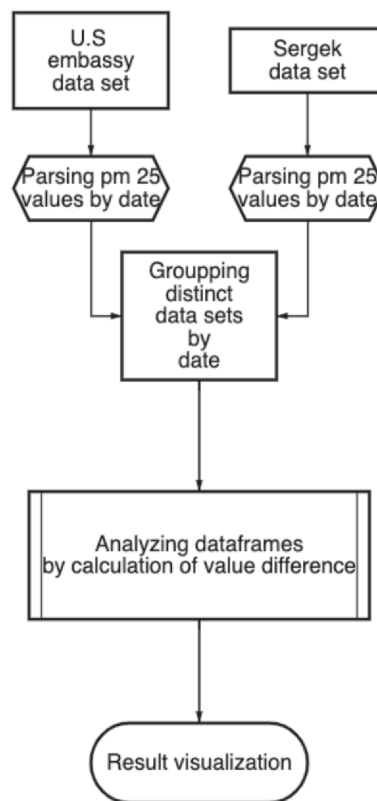 U.S
embassy
data set
Sergek
data set
Parsing pm 25
values by date
Parsing pm 25
values by date
Groupping
distinct
data sets
by
date
Analyzing dataframes
by calculation of value difference
Result visualization